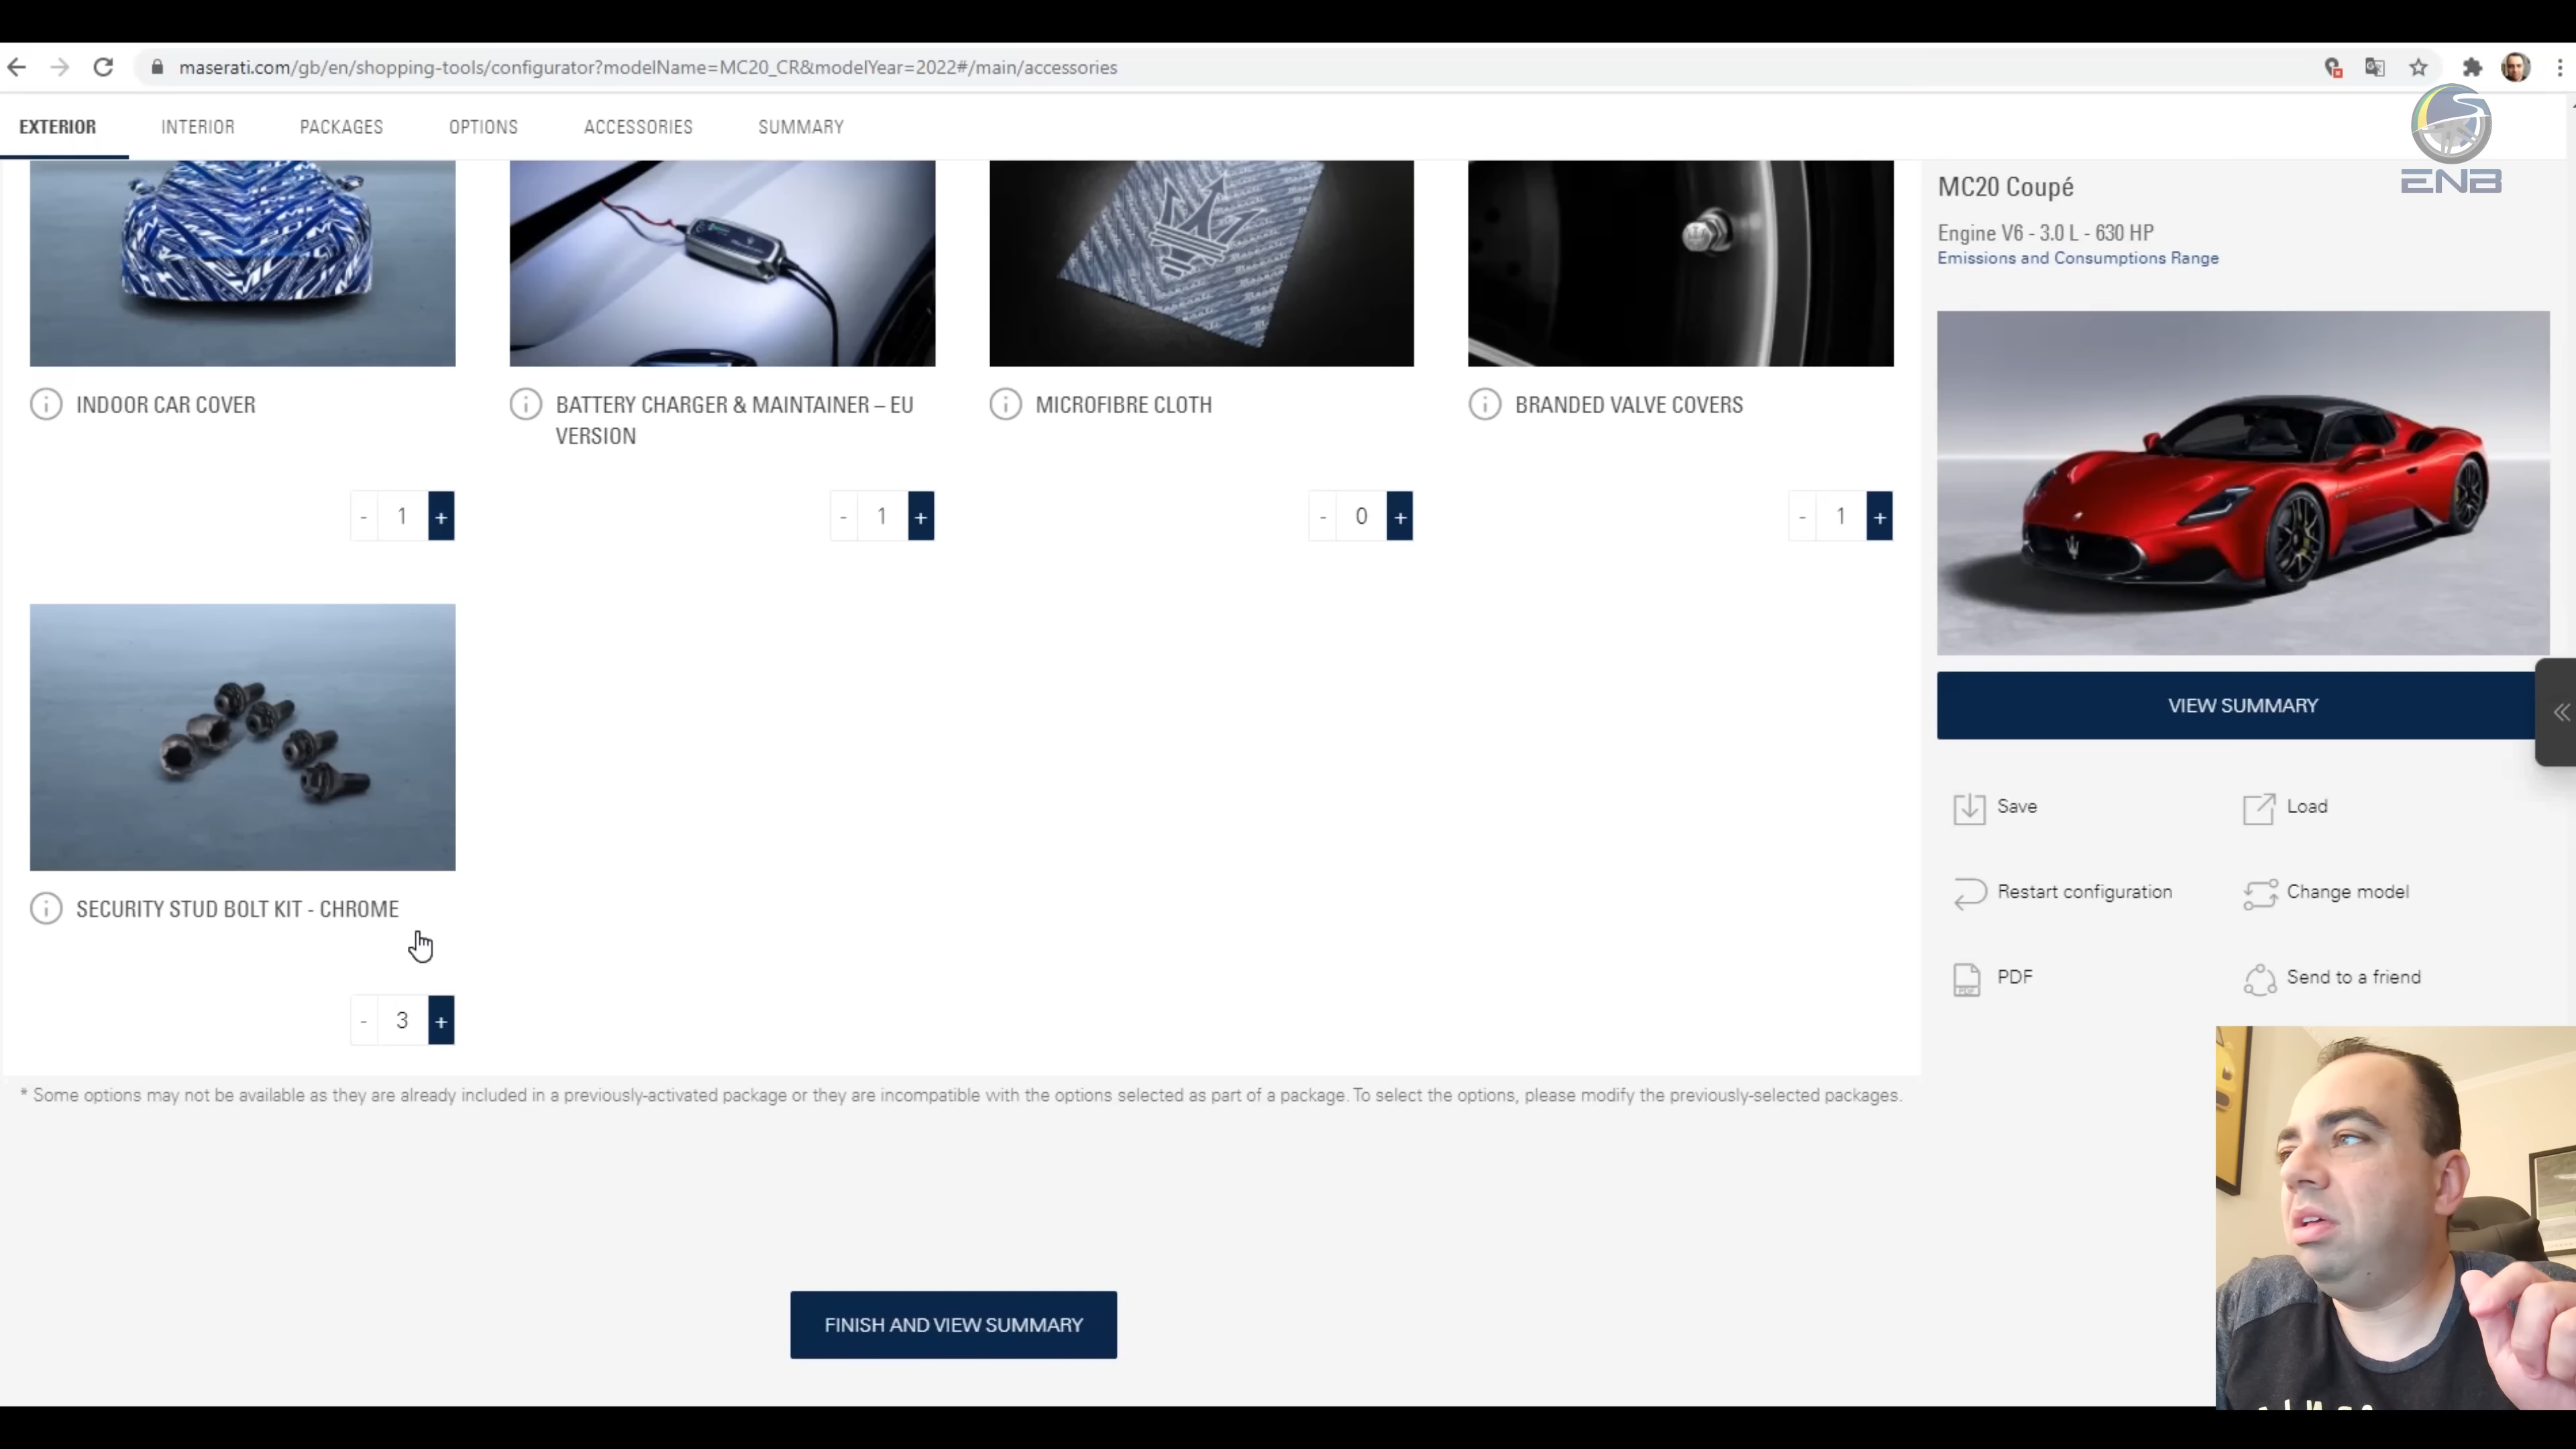 maserati.com/gb/en/shopping-tools/configurator?modelName=MC20_CR&modelYear=2022#/main/accessories
EXTERIOR INTERIOR PACKAGES OPTIONS ACCESSORIES SUMMARY
ENB
MC20 Coupé
Engine V6 - 3.0 L - 630 HP
Emissions and Consumptions Range
INDOOR CAR COVER
BATTERY CHARGER & MAINTAINER – EU
VERSION
MICROFIBRE CLOTH
BRANDED VALVE COVERS
- 1 +
- 1 +
- 0 +
- 1 +
VIEW SUMMARY
Save
Load
Restart configuration
Change model
PDF
Send to a friend
SECURITY STUD BOLT KIT - CHROME
- 3 +
* Some options may not be available as they are already included in a previously-activated package or they are incompatible with the options selected as part of a package. To select the options, please modify the previously-selected packages.
FINISH AND VIEW SUMMARY